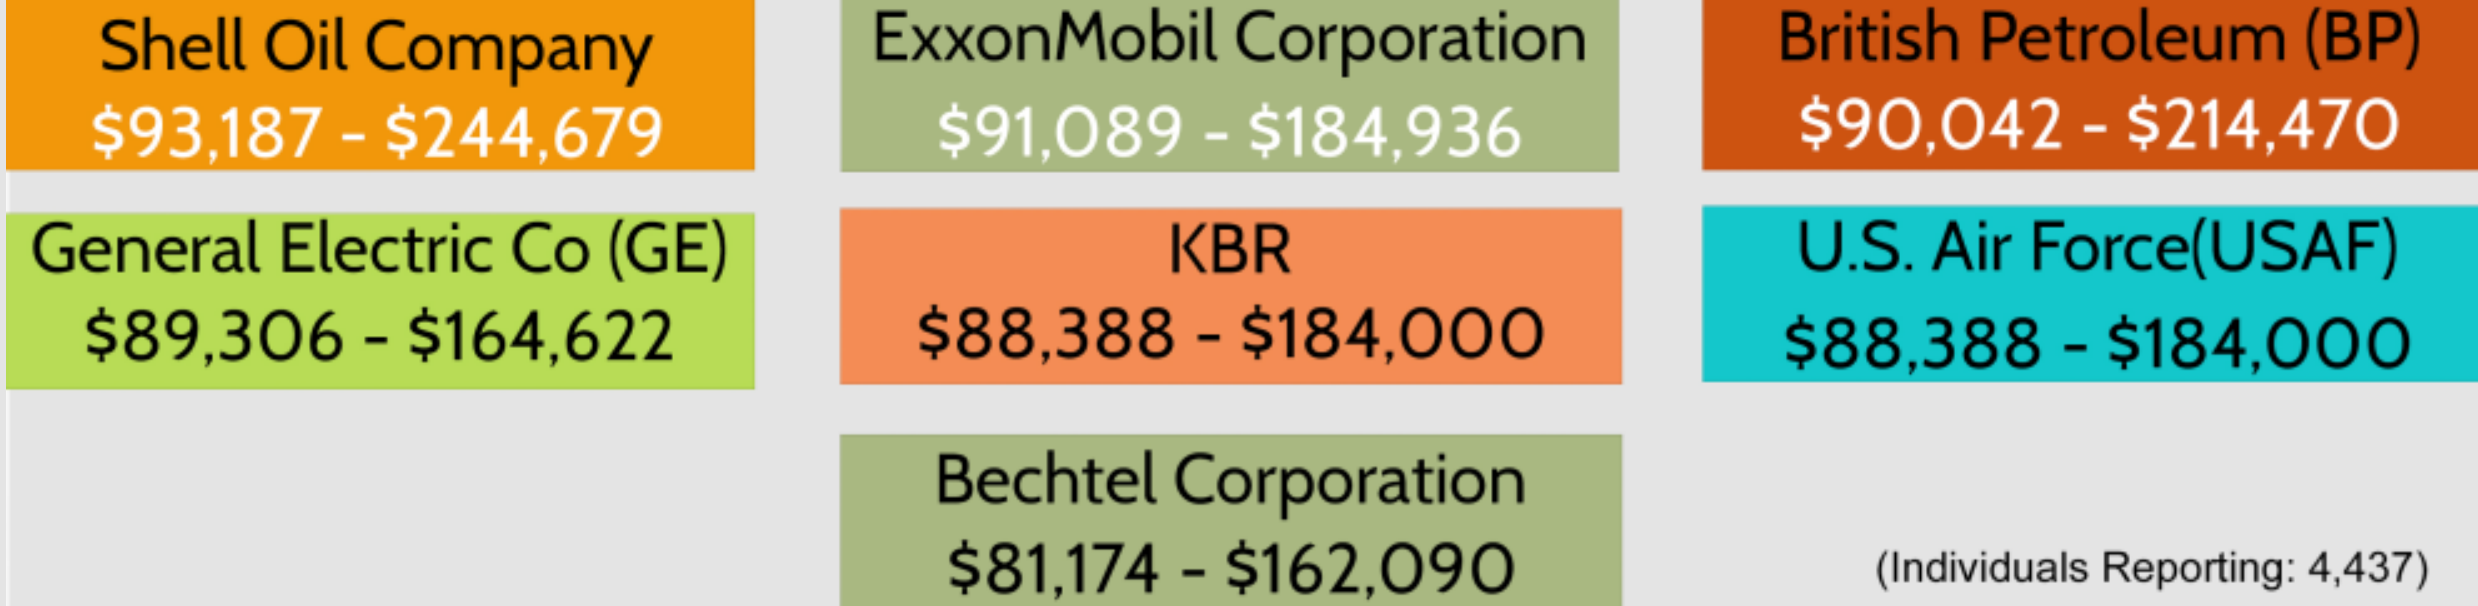 Shell Oil Company
$93,187 - $244,679
ExxonMobil Corporation
$91,089 - $184,936
British Petroleum (BP)
$90,042 - $214,470
General Electric Co (GE)
$89,306 - $164,622
KBR
$88,388 - $184,000
U.S. Air Force(USAF)
$88,388 - $184,000
Bechtel Corporation
$81,174 - $162,090
(Individuals Reporting: 4,437)